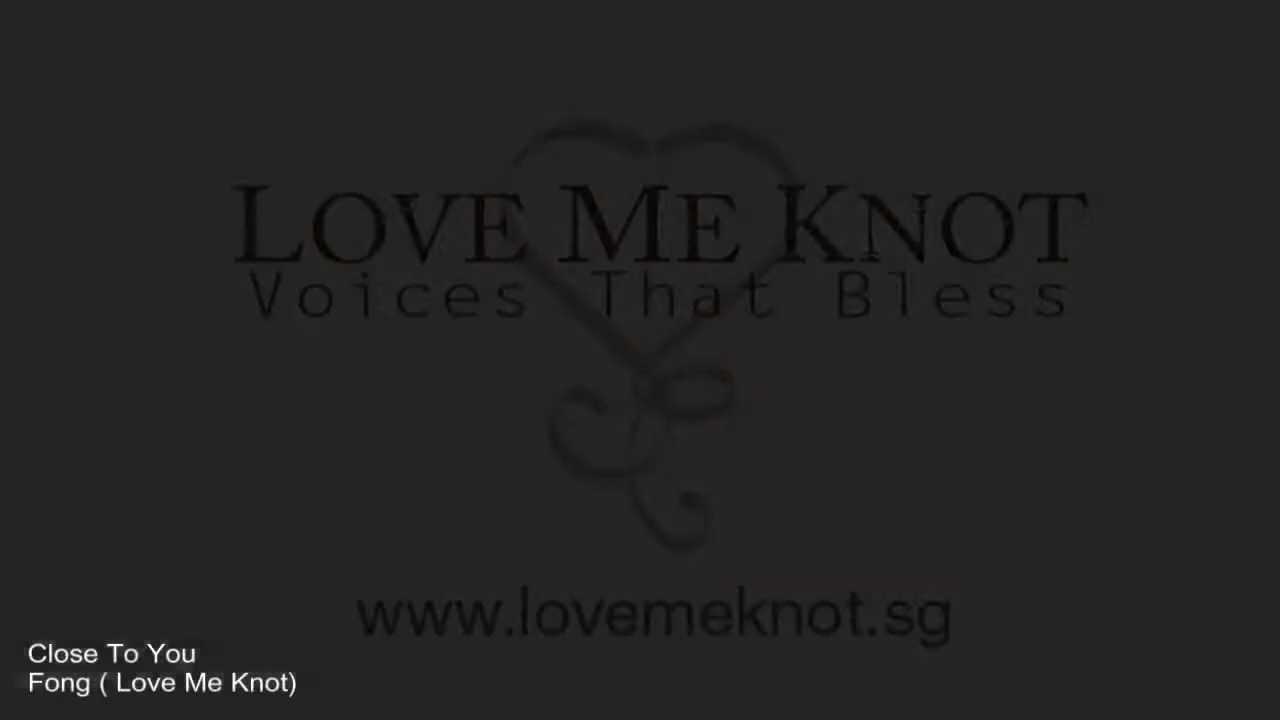 LOVE ME KNOT
Voices That Bless
www.lovemeknot.sg
Close To You
Fong ( Love Me Knot)